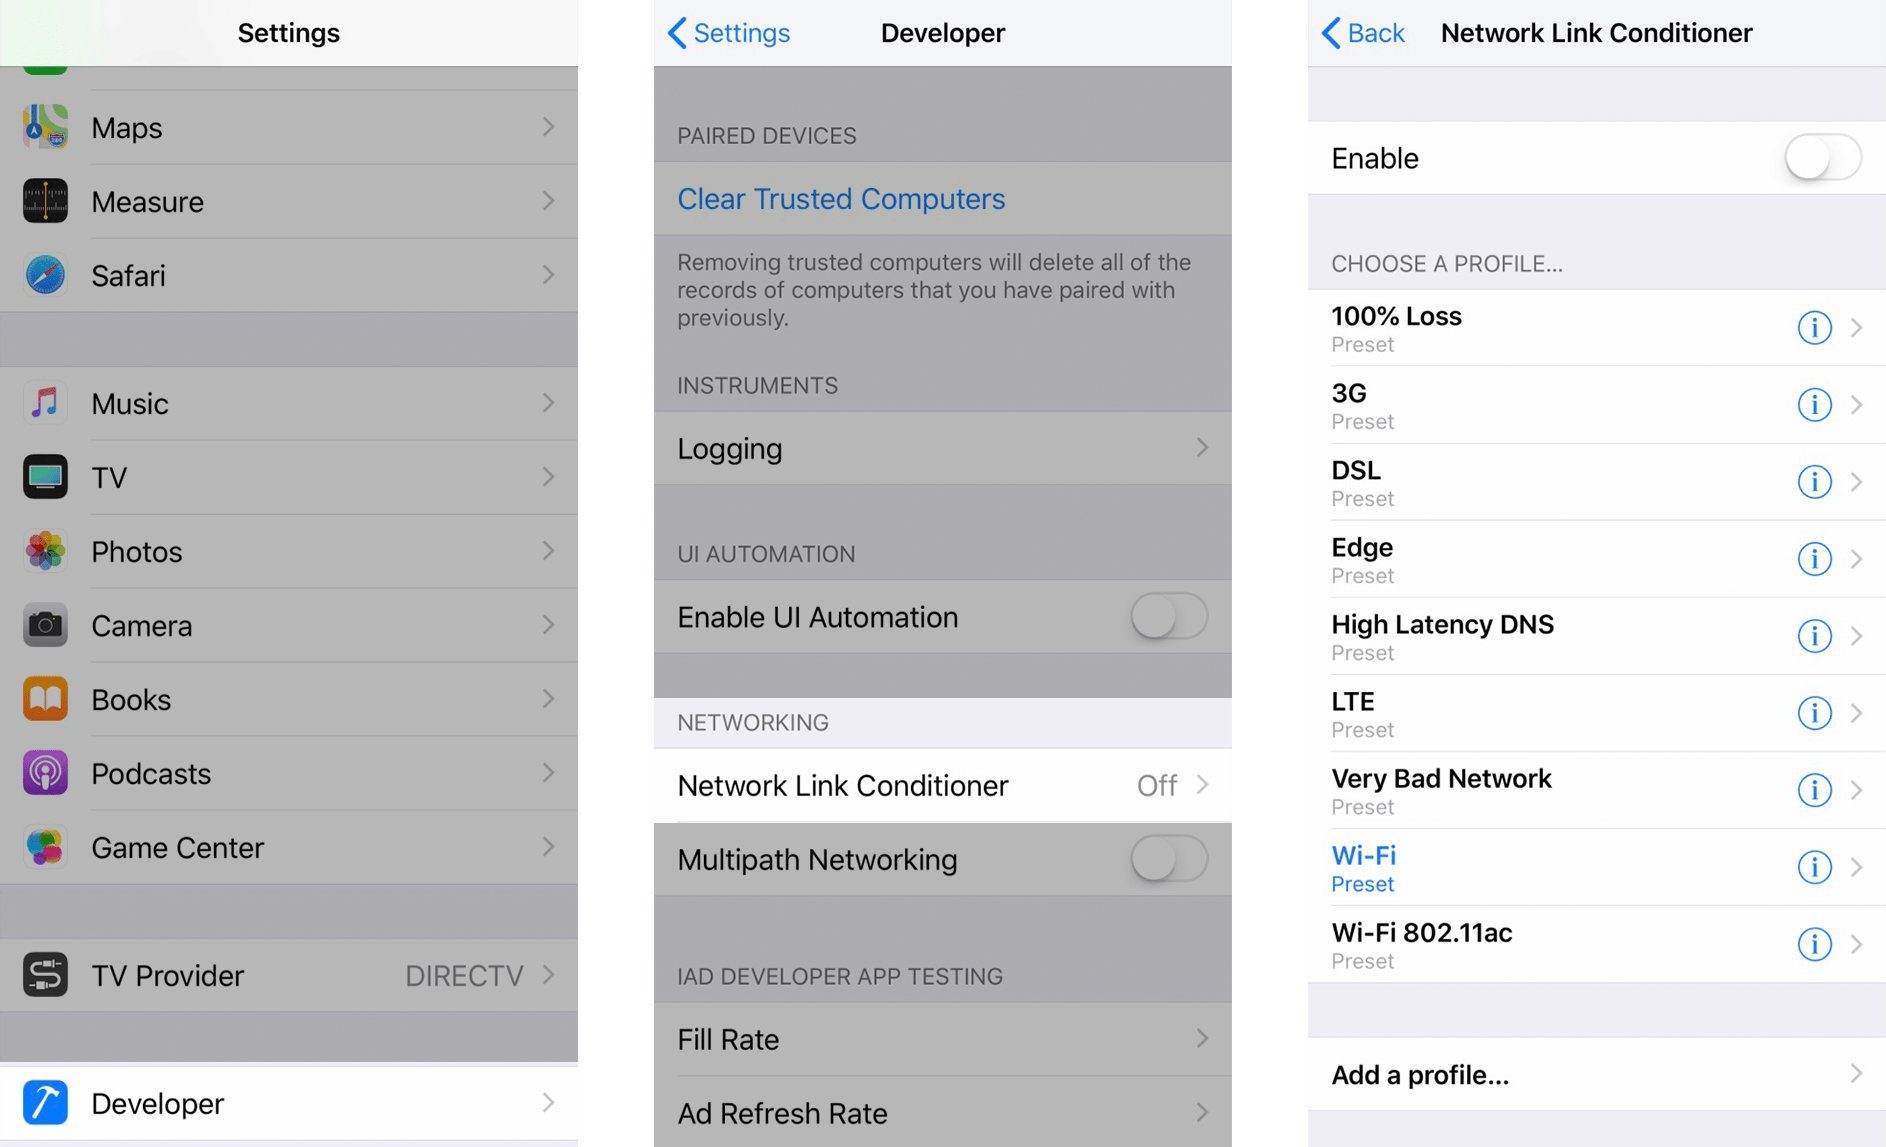 Settings
Maps
Measure
Safari
Music
TV
Photos
Camera
Books
Podcasts
Game Center
TV Provider DIRECTV
Developer
Settings Developer
PAIRED DEVICES
Clear Trusted Computers
Removing trusted computers will delete all of the
records of computers that you have paired with
previously.
INSTRUMENTS
Logging
UI AUTOMATION
Enable UI Automation
NETWORKING
Network Link Conditioner Off
Multipath Networking
IAD DEVELOPER APP TESTING
Fill Rate
Ad Refresh Rate
Back Network Link Conditioner
Enable
CHOOSE A PROFILE...
100% Loss
Preset
3G
Preset
DSL
Preset
Edge
Preset
High Latency DNS
Preset
LTE
Preset
Very Bad Network
Preset
Wi-Fi
Preset
Wi-Fi 802.11ac
Preset
Add a profile...